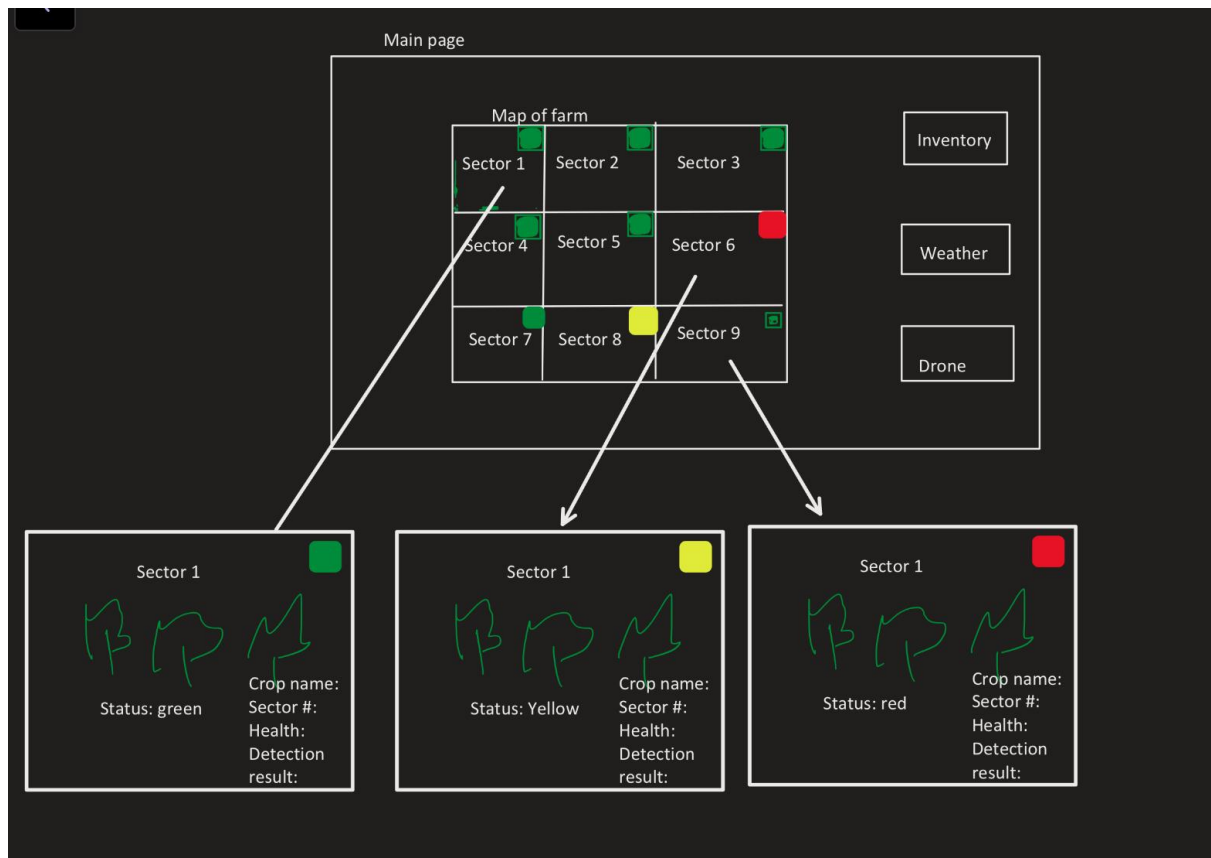 Main page
Map of farm
Inventory
Sector 1
Sector 2
Sector 3
Sector 4
Sector 5
Sector 6
Weather
Sector 7
Sector 8
Sector 9
Drone
Sector 1
Status: green
Crop name:
Sector #:
Health:
Detection
result:
Sector 1
Status: Yellow
Crop name:
Sector #:
Health:
Detection
result:
Sector 1
Status: red
Crop name:
Sector #:
Health:
Detection
result: